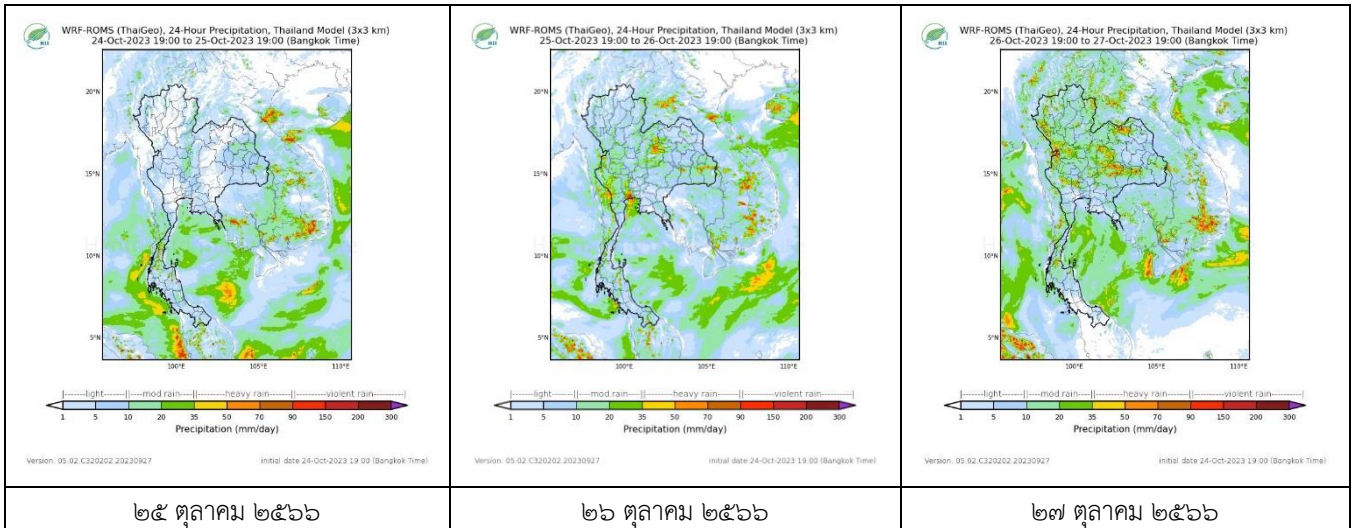 WRF-ROMS (ThaiGeo), 24-Hour Precipitation, Thailand Model (3x3 km)
24-Oct-2023 19:00 to 25-Oct-2023 19:00 (Bangkok Time)
HII
20°N
15°N
10°N
5°N
100°E 105°E 110°E
light mod rain heavy rain violent rain
1 5 10 20 35 50 70 90 150 200 300
Precipitation (mm/day)
Version: 05.02.C320202.20230927 initial date 24-Oct-2023 19:00 (Bangkok Time)
๒๕ ตุลาคม ๒๕๖๖
WRF-ROMS (ThaiGeo), 24-Hour Precipitation, Thailand Model (3x3 km)
25-Oct-2023 19:00 to 26-Oct-2023 19:00 (Bangkok Time)
HII
20°N
15°N
10°N
5°N
100°E 105°E 110°E
light mod rain heavy rain violent rain
1 5 10 20 35 50 70 90 150 200 300
Precipitation (mm/day)
Version: 05.02.C320202.20230927 initial date 24-Oct-2023 19:00 (Bangkok Time)
๒๖ ตุลาคม ๒๕๖๖
WRF-ROMS (ThaiGeo), 24-Hour Precipitation, Thailand Model (3x3 km)
26-Oct-2023 19:00 to 27-Oct-2023 19:00 (Bangkok Time)
HII
20°N
15°N
10°N
5°N
100°E 105°E 110°E
light mod rain heavy rain violent rain
1 5 10 20 35 50 70 90 150 200 300
Precipitation (mm/day)
Version: 05.02.C320202.20230927 initial date 24-Oct-2023 19:00 (Bangkok Time)
๒๗ ตุลาคม ๒๕๖๖